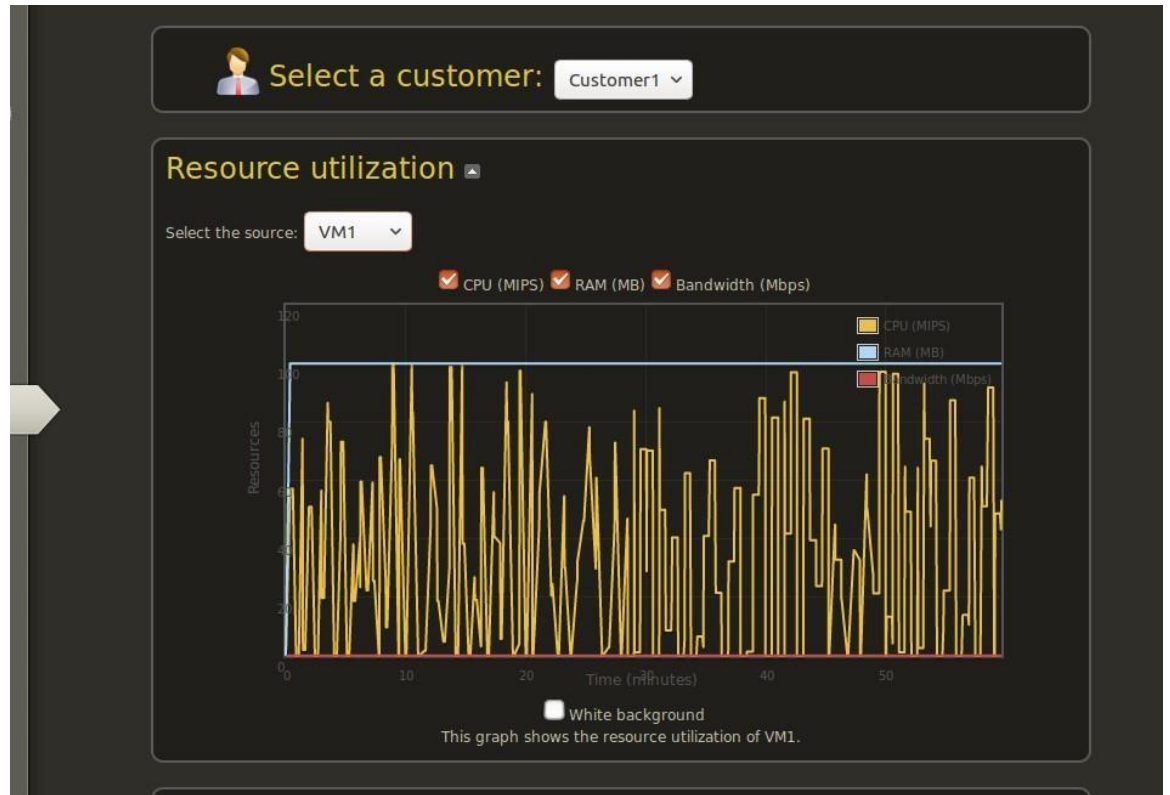 Select a customer: Customer1
Resource utilization
Select the source: VM1
CPU (MIPS) RAM (MB) Bandwidth (Mbps)
120
CPU (MIPS)
RAM (MB)
100
Bandwidth (Mbps)
80
Resources
60
40
20
0
0 10 20 30 40 50
Time (minutes)
White background
This graph shows the resource utilization of VM1.